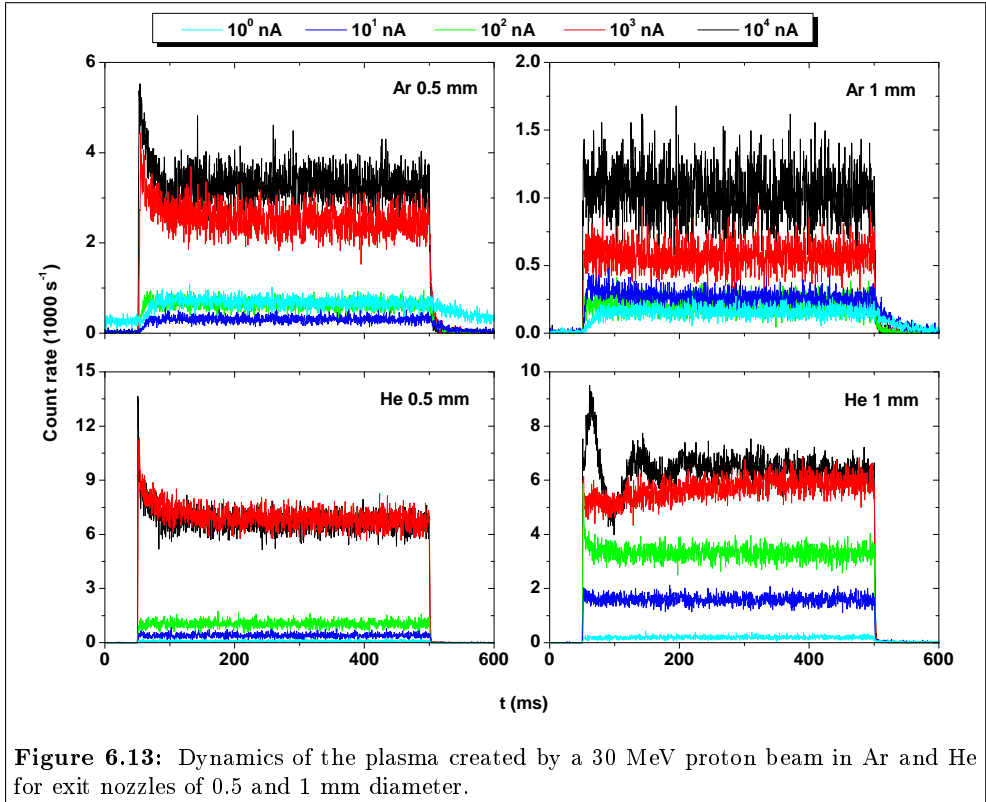 10⁰ nA 10¹ nA 10² nA 10³ nA 10⁴ nA
6
4
2
0
Ar 0.5 mm
2.0
1.5
1.0
0.5
0.0
Ar 1 mm
Count rate (1000 s⁻¹)
15
12
9
6
3
0
He 0.5 mm
0 200 400 600
10
8
6
4
2
0
He 1 mm
0 200 400 600
t (ms)
Figure 6.13: Dynamics of the plasma created by a 30 MeV proton beam in Ar and He
for exit nozzles of 0.5 and 1 mm diameter.